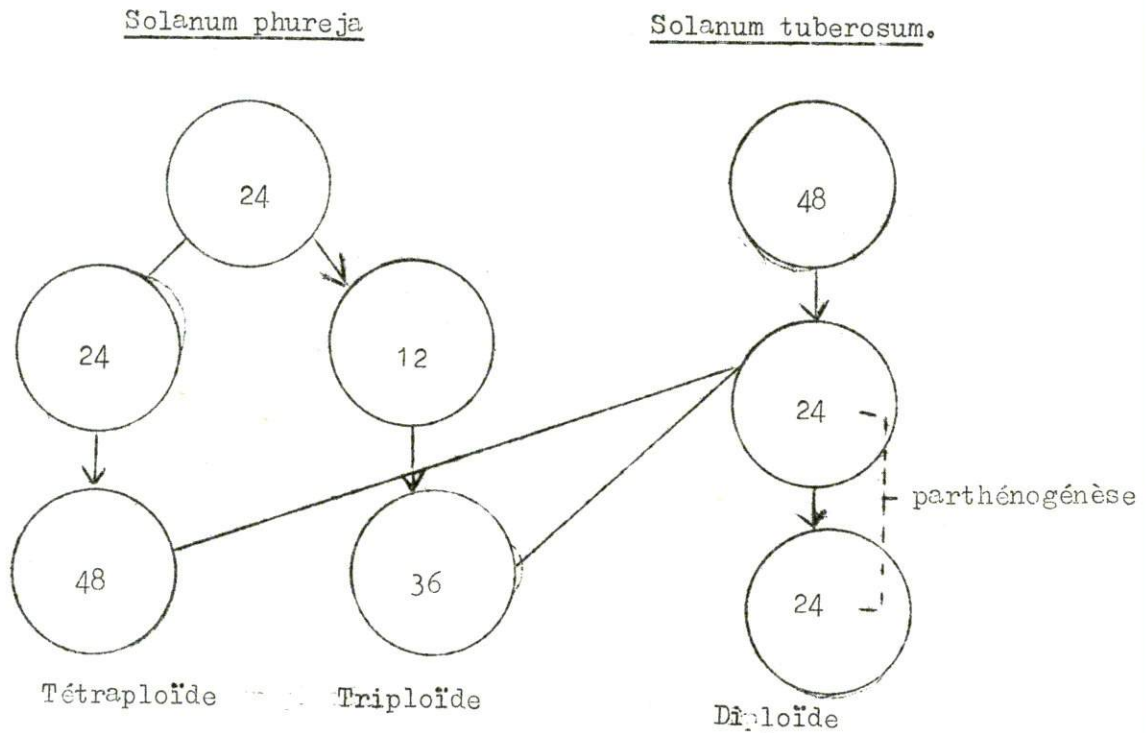 Solanum phureja
Solanum tuberosum.
24
48
24
12
24
parthénogénèse
48
36
24
Tétraploïde
Triploïde
Diploïde